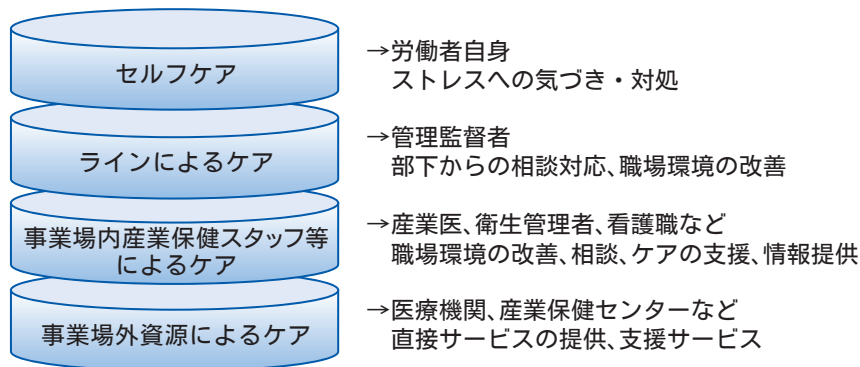 セルフケア
→労働者自身
ストレスへの気づき・対処
ラインによるケア
→管理監督者
部下からの相談対応、職場環境の改善
事業場内産業保健スタッフ等
によるケア
→産業医、衛生管理者、看護職など
職場環境の改善、相談、ケアの支援、情報提供
事業場外資源によるケア
→医療機関、産業保健センターなど
直接サービスの提供、支援サービス